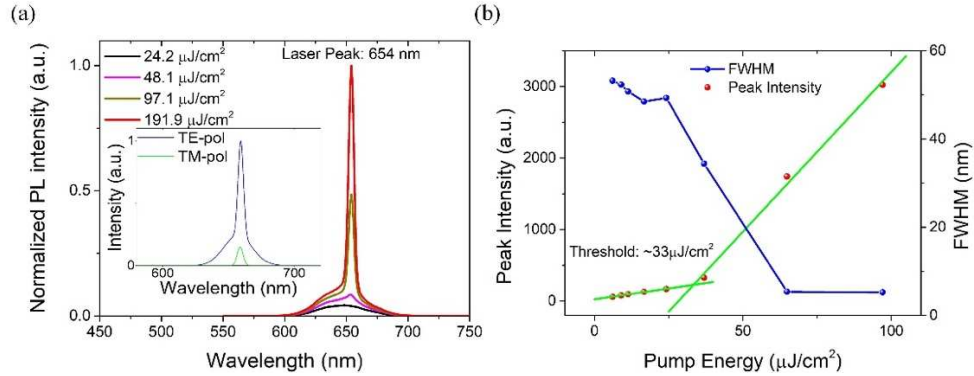 (a)
Laser Peak: 654 nm
24.2 μJ/cm²
48.1 μJ/cm²
97.1 μJ/cm²
191.9 μJ/cm²
TE-pol
TM-pol
1
0
Intensity (a.u.)
600 700
Wavelength (nm)
1.0
0.5
0.0
Normalized PL intensity (a.u.)
450 500 550 600 650 700 750
Wavelength (nm)
(b)
FWHM
Peak Intensity
Threshold: ~33μJ/cm²
3000
2000
1000
0
Peak Intensity (a.u.)
60
40
20
0
FWHM (nm)
0 25 50 75 100
Pump Energy (μJ/cm²)